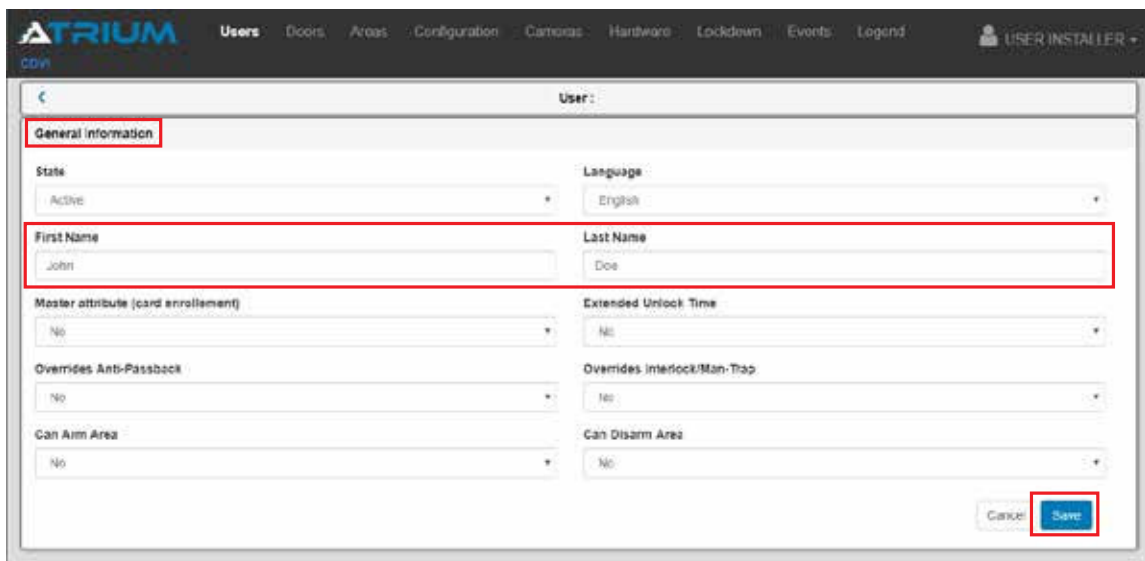 ATRIUM
CDVI
Users Doors Areas Configuration Cameras Hardware Lockdown Events Legend USER INSTALLER
User :
General Information
State Language
Active English
First Name Last Name
John Doe
Master attribute (card enrollement) Extended Unlock Time
No No
Overrides Anti-Passback Overrides Interlock/Man-Trap
No No
Can Arm Area Can Disarm Area
No No
Cancel Save